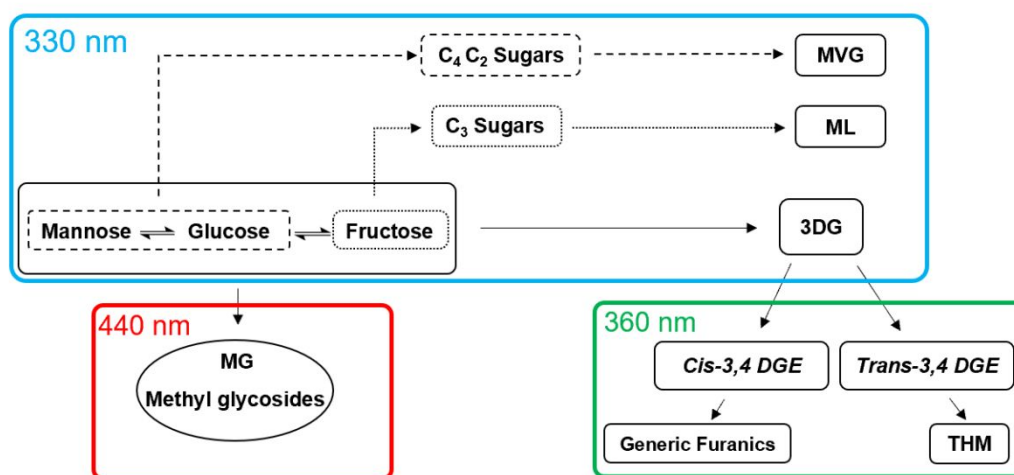 330 nm
C₄ C₂ Sugars
MVG
C₃ Sugars
ML
Mannose ⇌ Glucose ⇌ Fructose
3DG
440 nm
MG
Methyl glycosides
360 nm
Cis-3,4 DGE
Trans-3,4 DGE
Generic Furanics
THM